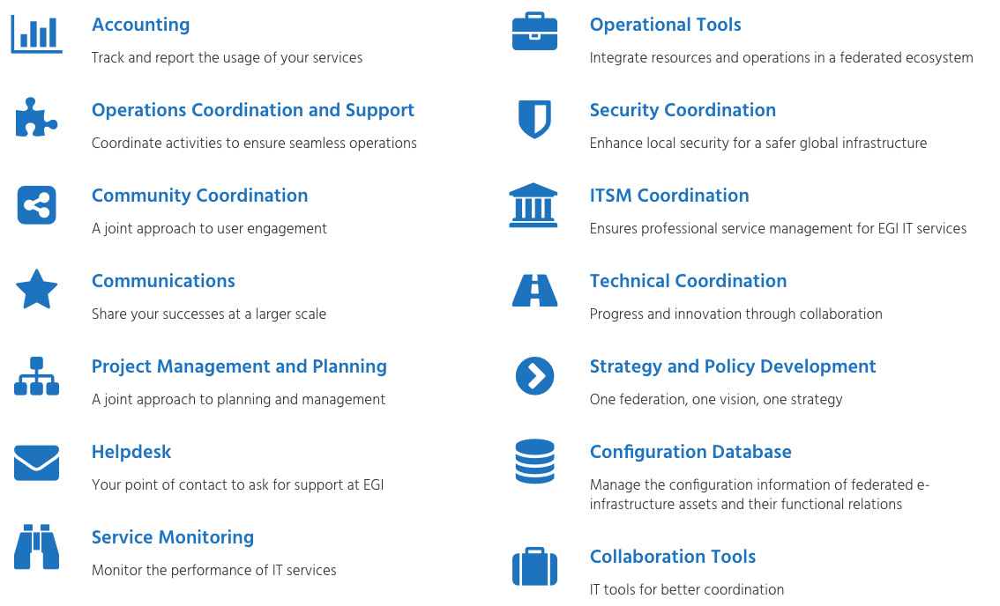 Accounting
Track and report the usage of your services
Operations Coordination and Support
Coordinate activities to ensure seamless operations
Community Coordination
A joint approach to user engagement
Communications
Share your successes at a larger scale
Project Management and Planning
A joint approach to planning and management
Helpdesk
Your point of contact to ask for support at EGI
Service Monitoring
Monitor the performance of IT services
Operational Tools
Integrate resources and operations in a federated ecosystem
Security Coordination
Enhance local security for a safer global infrastructure
ITSM Coordination
Ensures professional service management for EGI IT services
Technical Coordination
Progress and innovation through collaboration
Strategy and Policy Development
One federation, one vision, one strategy
Configuration Database
Manage the configuration information of federated e-
infrastructure assets and their functional relations
Collaboration Tools
IT tools for better coordination